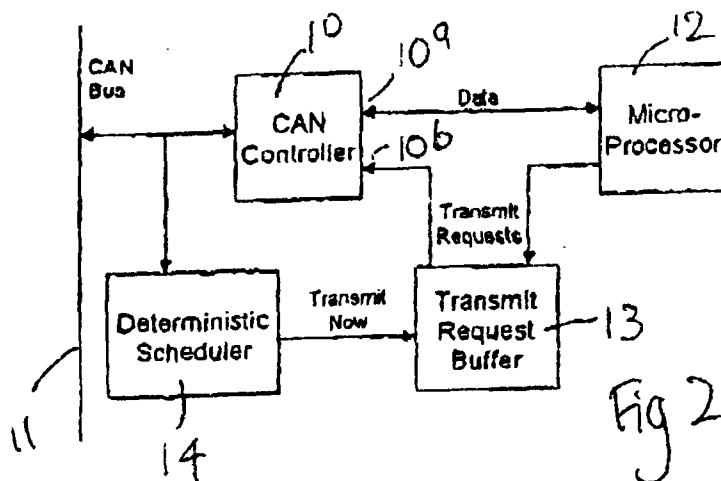 10
10a
12
CAN
Bus
CAN
Controller
Data
Micro-
Processor
10b
Transmit
Requests
Deterministic
Scheduler
Transmit
Now
Transmit
Request
Buffer
13
11
14
Fig 2